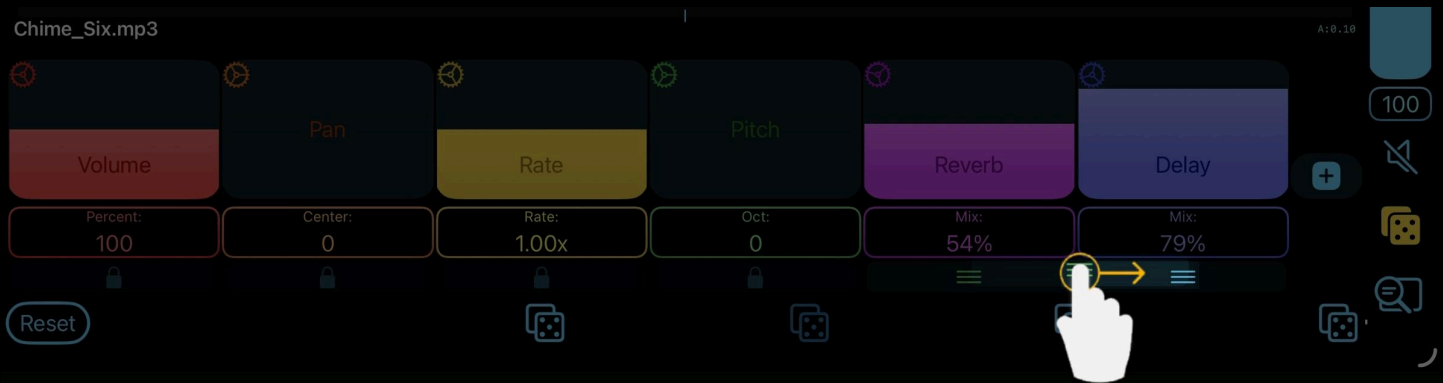 Chime_Six.mp3
A:0.10
100
Volume
Pan
Rate
Pitch
Reverb
Delay
Percent:
100
Center:
0
Rate:
1.00x
Oct:
0
Mix:
54%
Mix:
79%
Reset